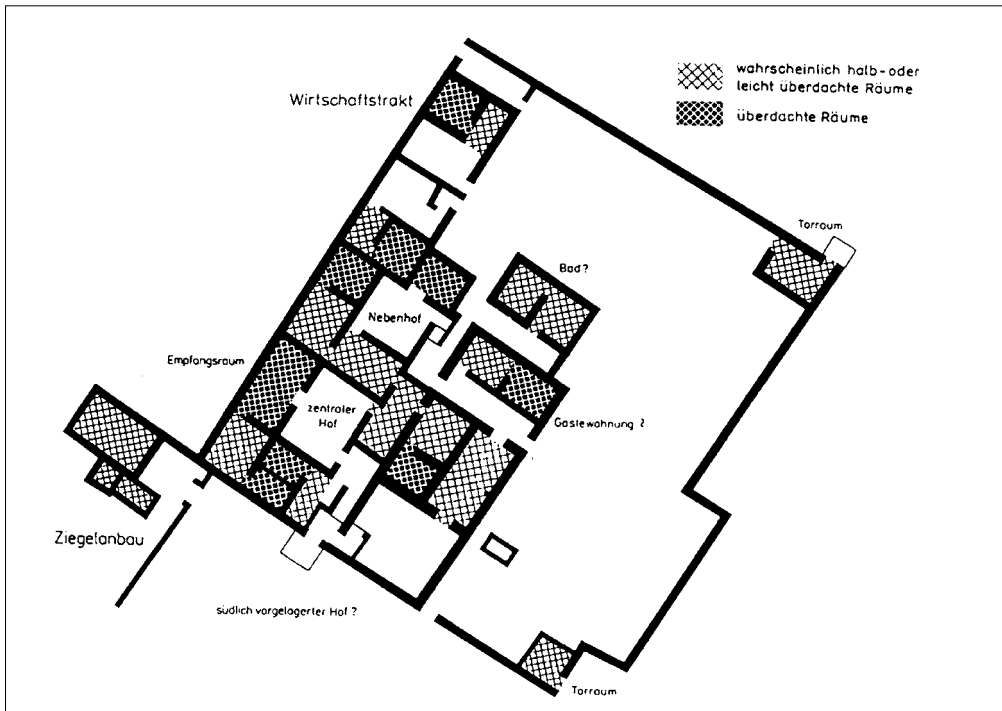 wahrscheinlich halb- oder
leicht überdachte Räume
überdachte Räume
Wirtschaftstrakt
Torraum
Bad?
Nebenhof
Empfangsraum
zentraler
Hof
Gästewohnung ?
Ziegelanbau
südlich vorgelagerter Hof ?
Torraum